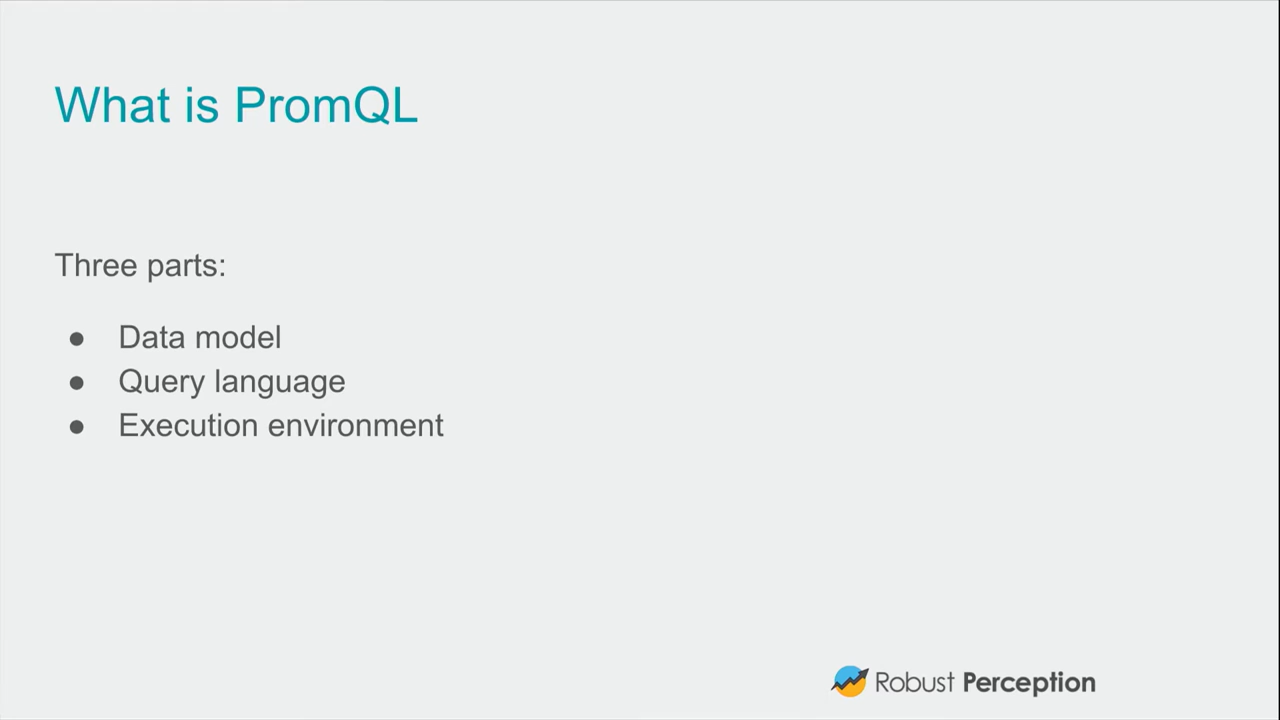 What is PromQL
Three parts:
● Data model
● Query language
● Execution environment
Robust Perception